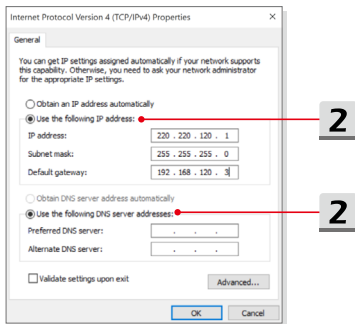 Internet Protocol Version 4 (TCP/IPv4) Properties
General
You can get IP settings assigned automatically if your network supports
this capability. Otherwise, you need to ask your network administrator
for the appropriate IP settings.
Obtain an IP address automatically
Use the following IP address:
2
IP address: 220 . 220 . 120 . 1
Subnet mask: 255 . 255 . 255 . 0
Default gateway: 192 . 168 . 120 . 3
Obtain DNS server address automatically
Use the following DNS server addresses:
2
Preferred DNS server: . . .
Alternate DNS server: . . .
Validate settings upon exit
Advanced...
OK Cancel